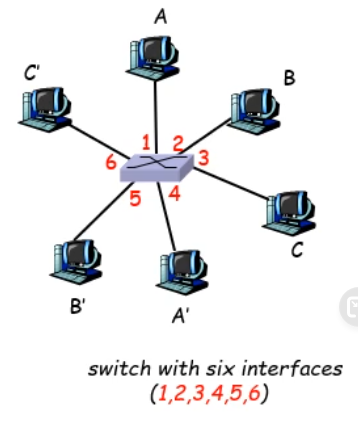 A
C'
B
1
2
6
3
5
4
C
B'
A'
switch with six interfaces
(1,2,3,4,5,6)